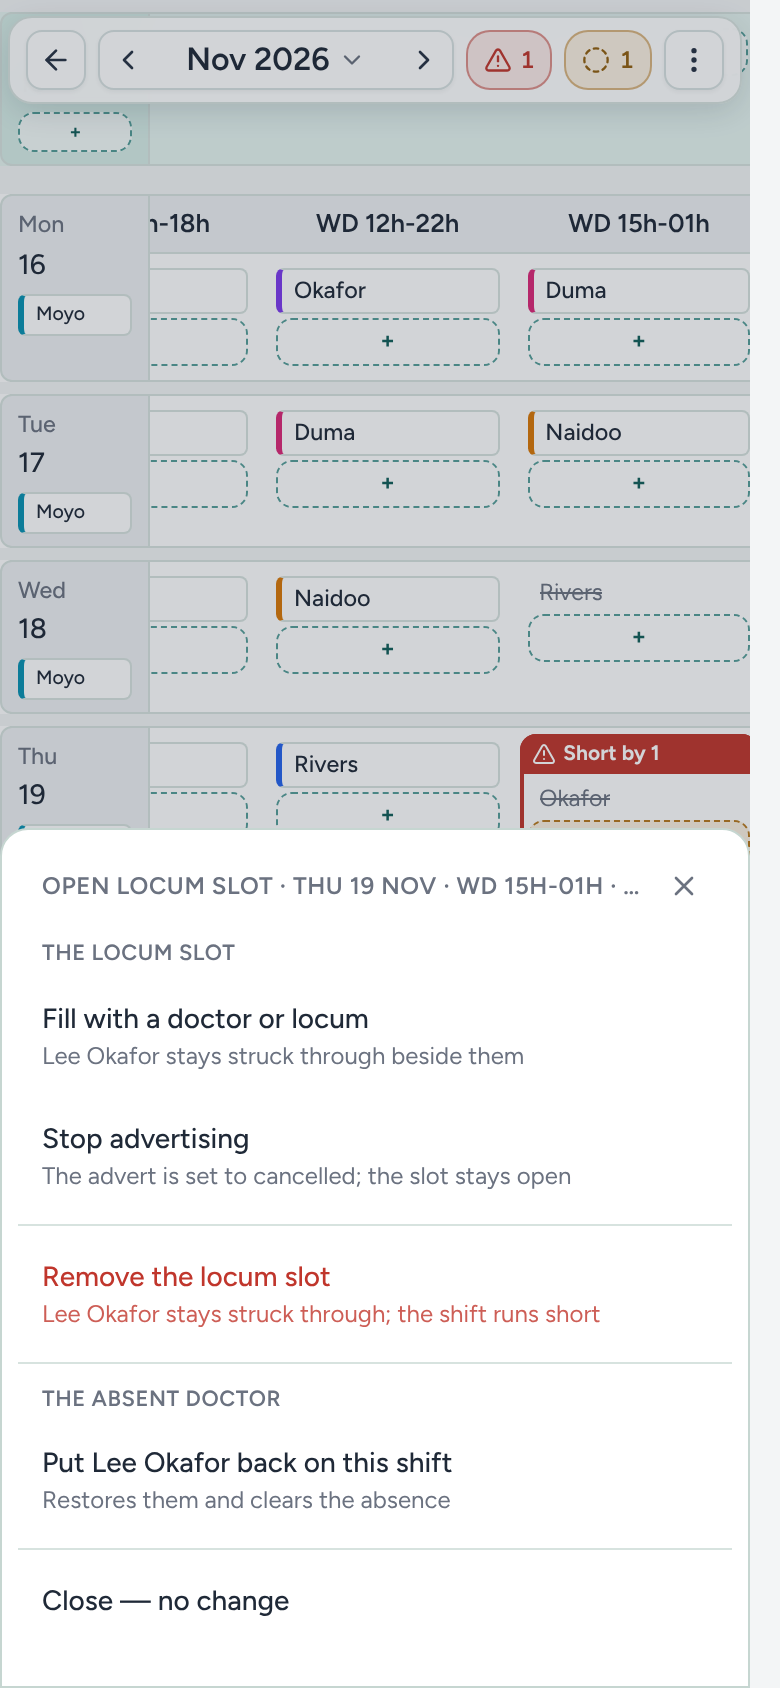 Nov 2026
1
1
+
Mon
16
Moyo
h-18h
WD 12h-22h
WD 15h-01h
Okafor
Duma
+
+
Tue
17
Moyo
Duma
Naidoo
+
+
Wed
18
Moyo
Naidoo
Rivers
+
+
Thu
19
Rivers
Short by 1
Okafor
+
OPEN LOCUM SLOT · THU 19 NOV · WD 15H-01H · ...
THE LOCUM SLOT
Fill with a doctor or locum
Lee Okafor stays struck through beside them
Stop advertising
The advert is set to cancelled; the slot stays open
Remove the locum slot
Lee Okafor stays struck through; the shift runs short
THE ABSENT DOCTOR
Put Lee Okafor back on this shift
Restores them and clears the absence
Close — no change